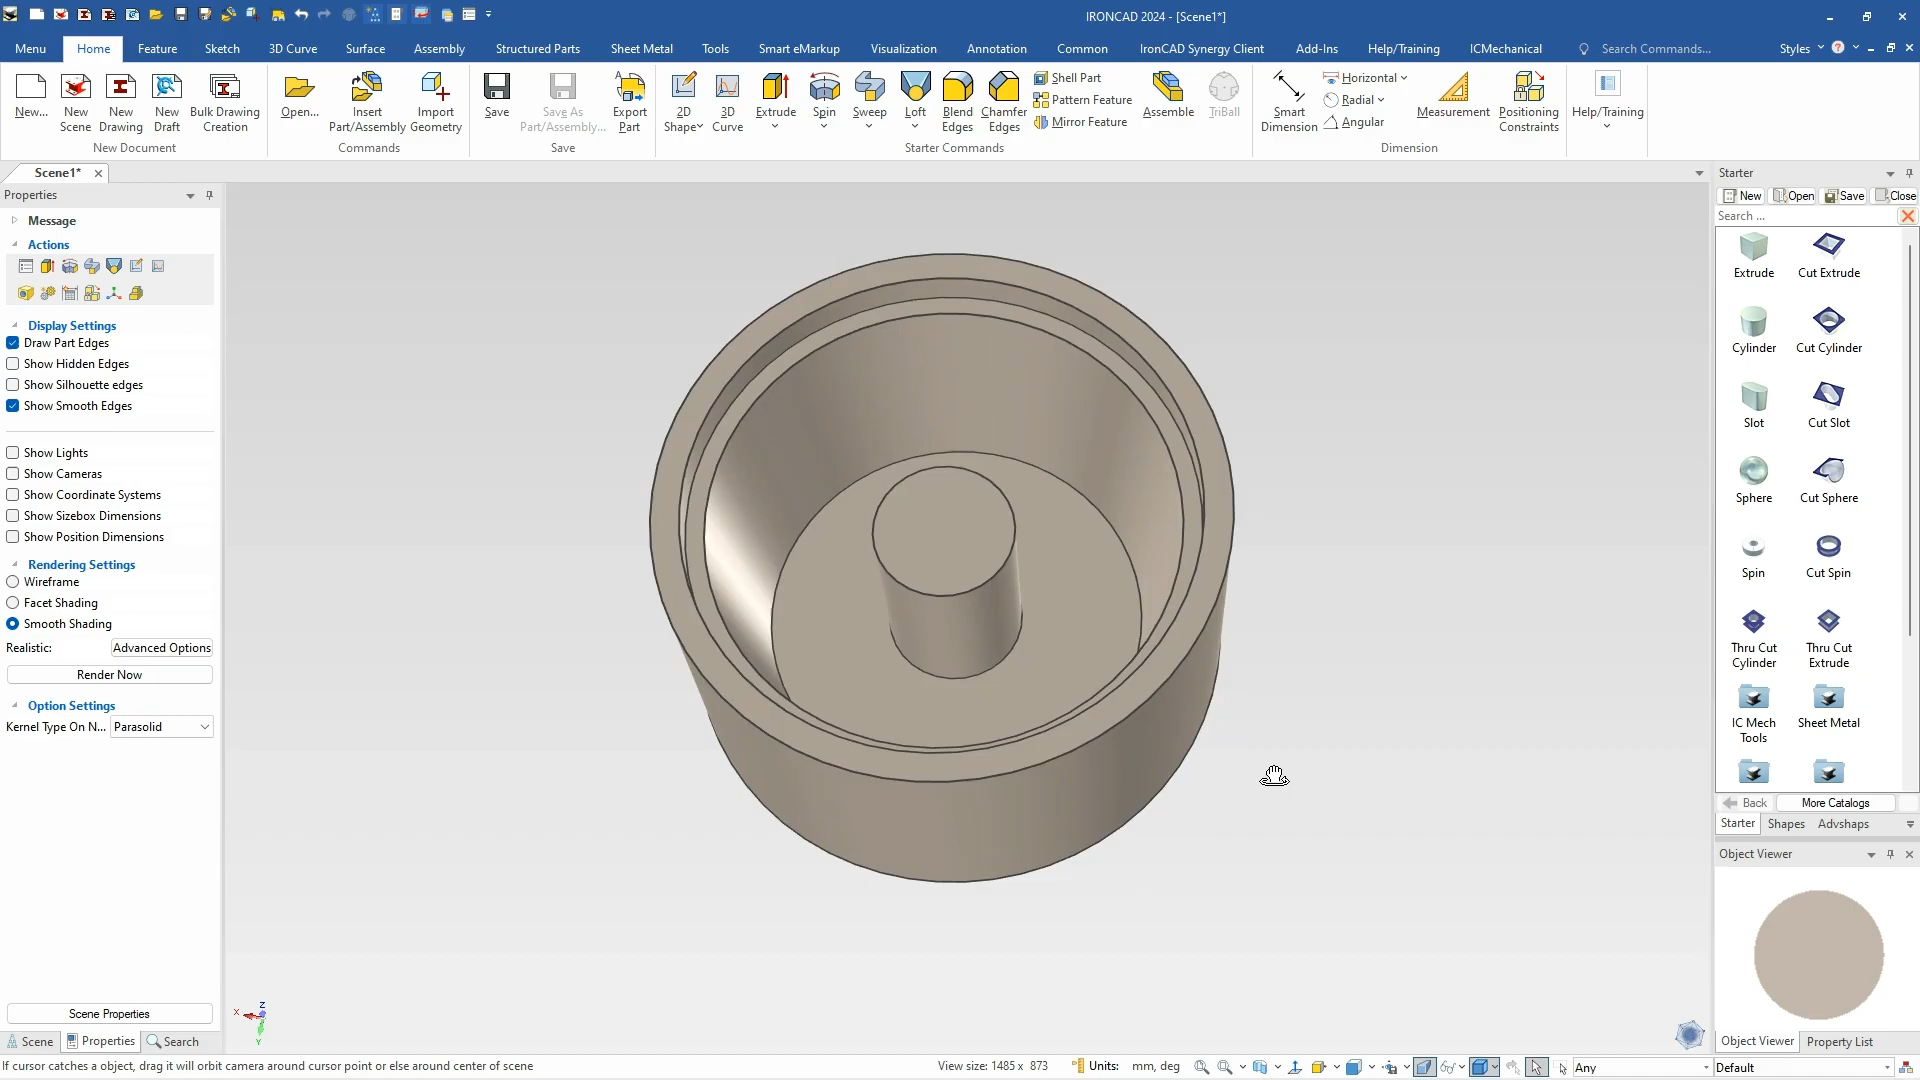 IRONCAD 2024 - [Scene1*]
Menu Home Feature Sketch 3D Curve Surface Assembly Structured Parts Sheet Metal Tools Smart eMarkup Visualization Annotation Common IronCAD Synergy Client Add-Ins Help/Training ICMechanical Search Commands... Styles
New... New Scene New Drawing New Draft Bulk Drawing Creation
New Document
Open... Insert Part/Assembly Import Geometry
Commands
Save Save As Part/Assembly... Export Part
Save
2D Shape 3D Curve Extrude Spin Sweep Loft Blend Edges Chamfer Edges
Shell Part
Pattern Feature
Mirror Feature
Assemble TriBall
Starter Commands
Smart Dimension
Horizontal
Radial
Angular
Measurement Positioning Constraints
Dimension
Help/Training
Scene1*
Properties
Message
Actions
Display Settings
Draw Part Edges
Show Hidden Edges
Show Silhouette edges
Show Smooth Edges
Show Lights
Show Cameras
Show Coordinate Systems
Show Sizebox Dimensions
Show Position Dimensions
Rendering Settings
Wireframe
Facet Shading
Smooth Shading
Realistic: Advanced Options
Render Now
Option Settings
Kernel Type On N... Parasolid
Scene Properties
Scene Properties Search
X Z Y
Starter
New Open Save Close
Search ...
Extrude Cut Extrude
Cylinder Cut Cylinder
Slot Cut Slot
Sphere Cut Sphere
Spin Cut Spin
Thru Cut Cylinder Thru Cut Extrude
IC Mech Tools Sheet Metal
Back More Catalogs
Starter Shapes Advshaps
Object Viewer
Object Viewer Property List
If cursor catches a object, drag it will orbit camera around cursor point or else around center of scene View size: 1485 x 873 Units: mm, deg Any Default